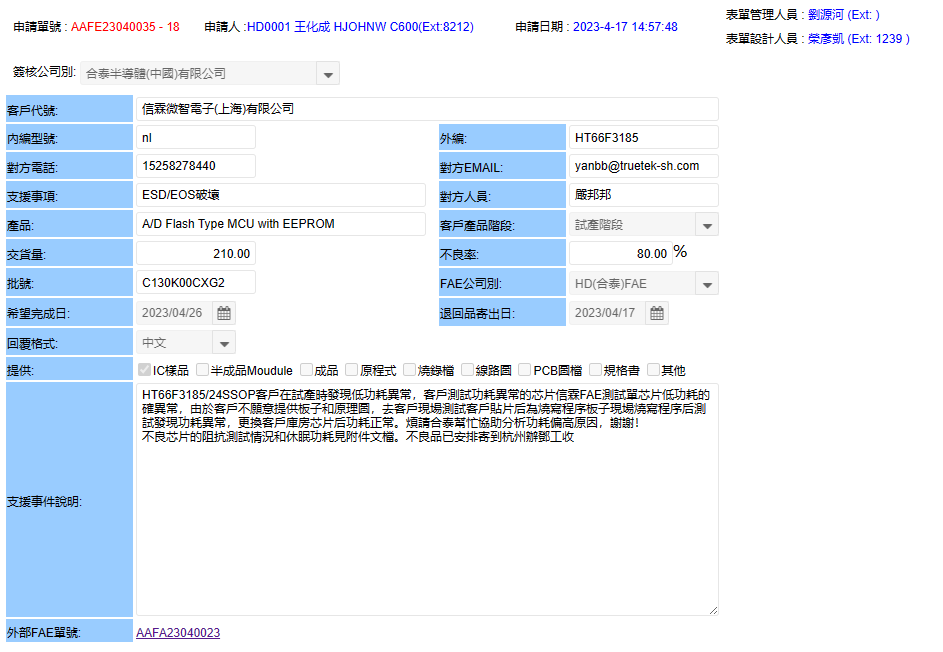 申請單號 : AAFE23040035 - 18 申請人 :HD0001 王化成 HJOHNW C600(Ext:8212) 申請日期 : 2023-4-17 14:57:48 表單管理人員 : 劉源河 (Ext: )
表單設計人員 : 榮彥凱 (Ext: 1239 )
簽核公司別: 合泰半導體(中國)有限公司
客戶代號: 信霖微智電子(上海)有限公司
內編型號: nl 外編: HT66F3185
對方電話: 15258278440 對方EMAIL: yanbb@truetek-sh.com
支援事項: ESD/EOS破壞 對方人員: 嚴邦邦
產品: A/D Flash Type MCU with EEPROM 客戶產品階段: 試產階段
交貨量: 210.00 不良率: 80.00 %
批號: C130K00CXG2 FAE公司別: HD(合泰)FAE
希望完成日: 2023/04/26 退回品寄出日: 2023/04/17
回覆格式: 中文
提供: IC樣品 半成品Moudule 成品 原程式 燒錄檔 線路圖 PCB圖檔 規格書 其他
HT66F3185/24SSOP客戶在試產時發現低功耗異常，客戶測試功耗異常的芯片信霖FAE測試單芯片低功耗的
確異常，由於客戶不願意提供板子和原理圖，去客戶現場測試客戶貼片后為燒寫程序板子現場燒寫程序后測
試發現功耗異常，更換客戶庫房芯片后功耗正常。煩請合泰幫忙協助分析功耗偏高原因，謝謝！
不良芯片的阻抗測試情況和休眠功耗見附件文檔。不良品已安排寄到杭州辦鄧工收
支援事件說明:
外部FAE單號: AAFA23040023